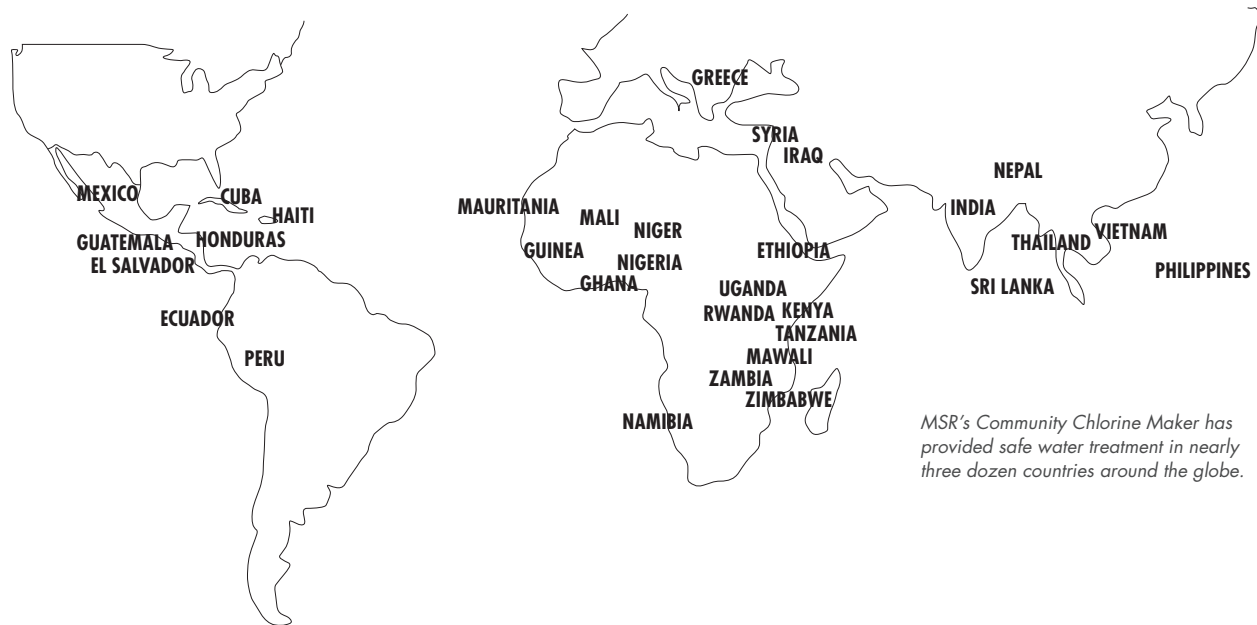 GREECE
SYRIA
IRAQ
NEPAL
MEXICO
CUBA
HAITI
MAURITANIA
MALI
NIGER
INDIA
GUATEMALA
HONDURAS
EL SALVADOR
GUINEA
NIGERIA
GHANA
ETHIOPIA
THAILAND
VIETNAM
PHILIPPINES
SRI LANKA
UGANDA
RWANDA
KENYA
TANZANIA
ECUADOR
PERU
MAWALI
ZAMBIA
ZIMBABWE
NAMIBIA
MSR's Community Chlorine Maker has
provided safe water treatment in nearly
three dozen countries around the globe.